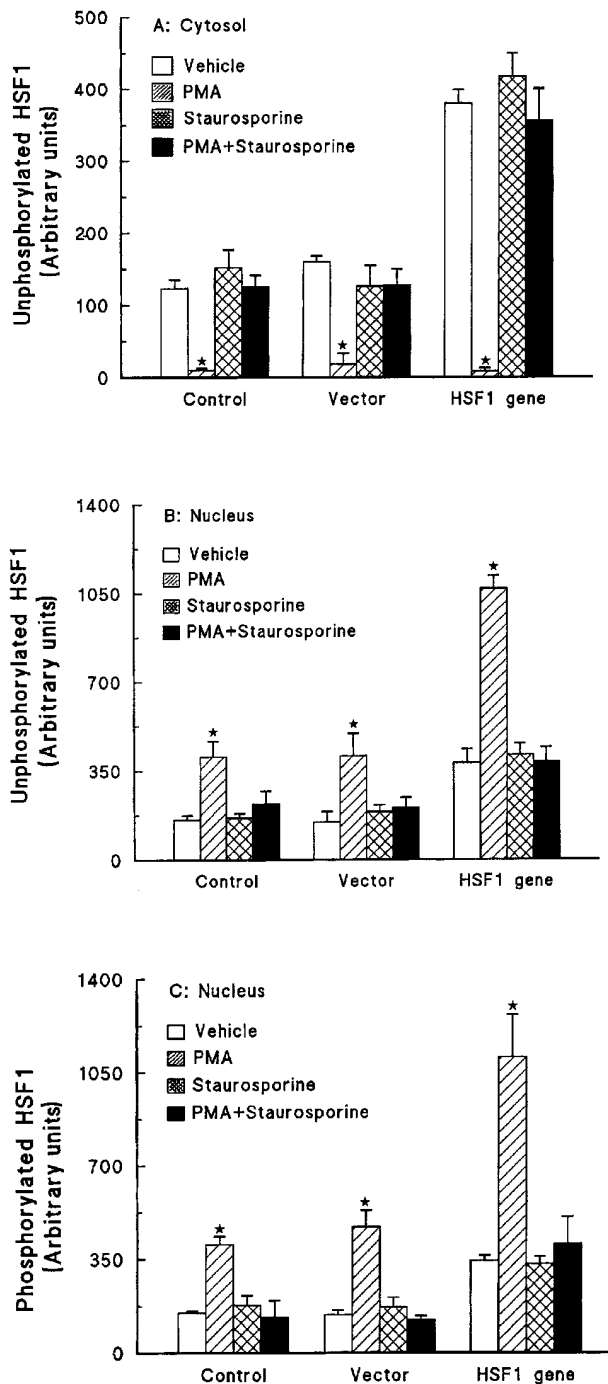 A: Cytosol
Vehicle
PMA
Staurosporine
PMA+Staurosporine
Unphosphorylated HSF1
(Arbitrary units)
500
400
300
200
100
0
Control Vector HSF1 gene
B: Nucleus
Vehicle
PMA
Staurosporine
PMA+Staurosporine
Unphosphorylated HSF1
(Arbitrary units)
1400
1050
700
350
0
Control Vector HSF1 gene
C: Nucleus
Vehicle
PMA
Staurosporine
PMA+Staurosporine
Phosphorylated HSF1
(Arbitrary units)
1400
1050
700
350
0
Control Vector HSF1 gene